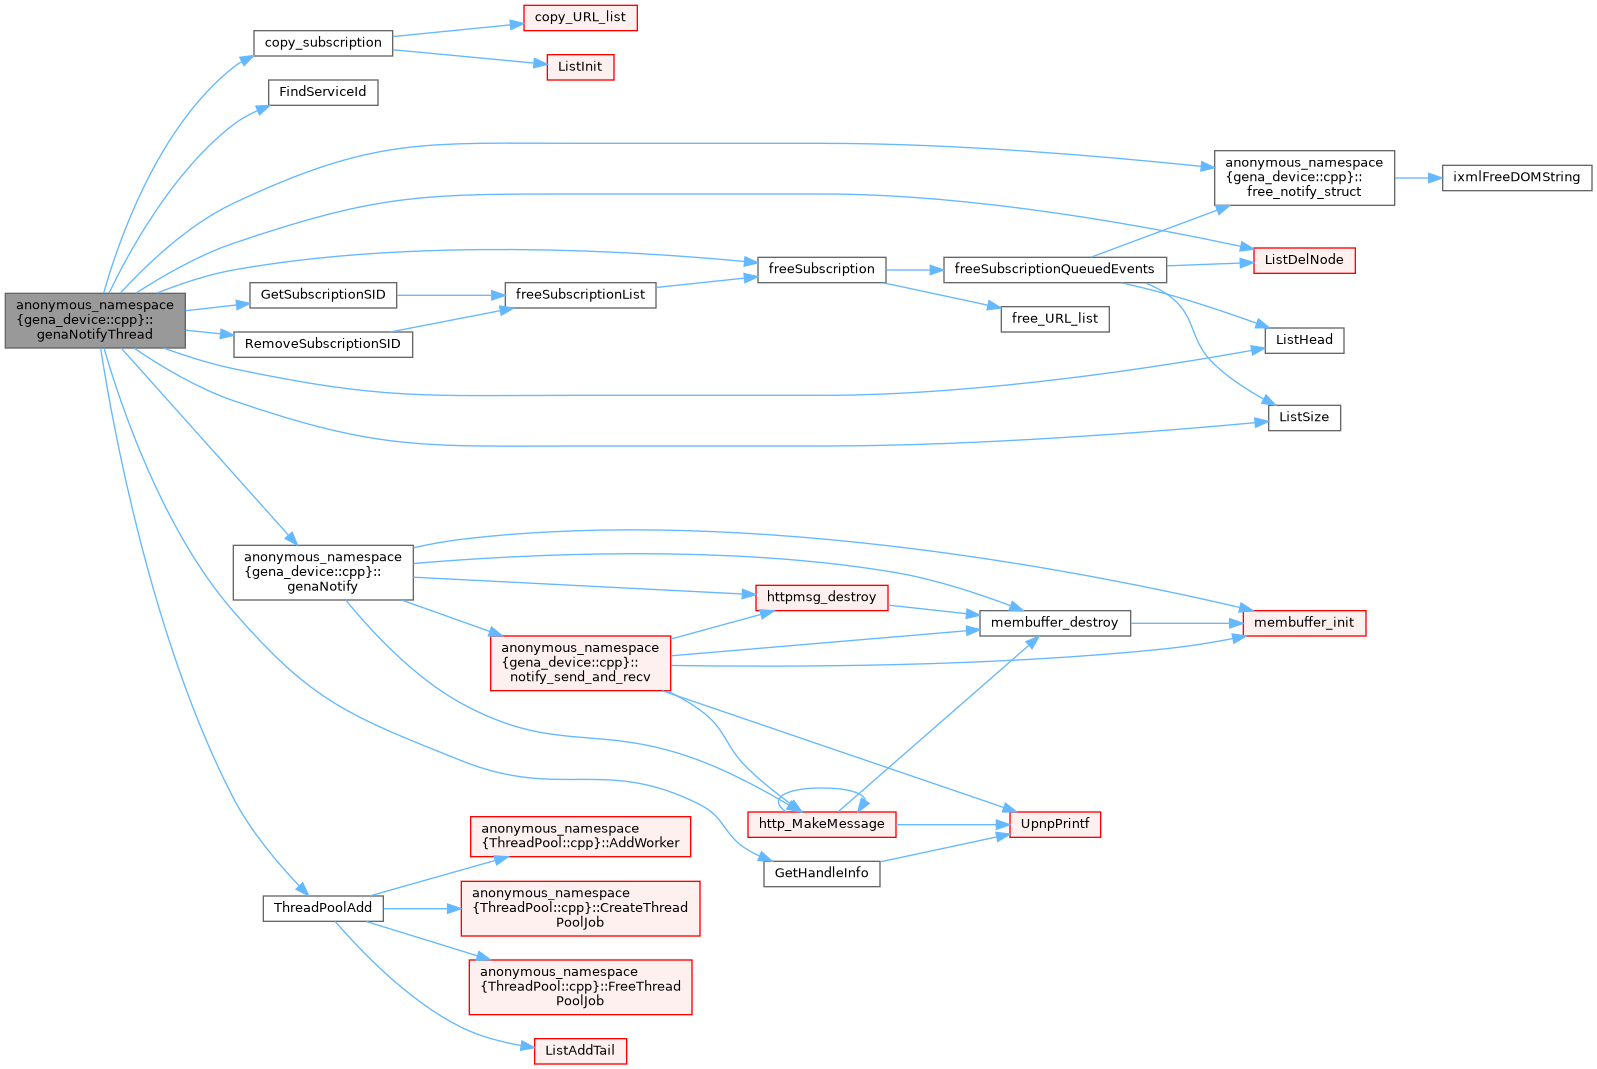 copy_URL_list
copy_subscription
ListInit
FindServiceId
anonymous_namespace
{gena_device::cpp}::
free_notify_struct
ixmlFreeDOMString
ListDelNode
freeSubscription
freeSubscriptionQueuedEvents
GetSubscriptionSID
freeSubscriptionList
anonymous_namespace
{gena_device::cpp}::
genaNotifyThread
free_URL_list
RemoveSubscriptionSID
ListHead
ListSize
anonymous_namespace
{gena_device::cpp}::
genaNotify
httpmsg_destroy
membuffer_destroy
membuffer_init
anonymous_namespace
{gena_device::cpp}::
notify_send_and_recv
http_MakeMessage
UpnpPrintf
anonymous_namespace
{ThreadPool::cpp}::AddWorker
GetHandleInfo
anonymous_namespace
{ThreadPool::cpp}::CreateThread
PoolJob
ThreadPoolAdd
anonymous_namespace
{ThreadPool::cpp}::FreeThread
PoolJob
ListAddTail